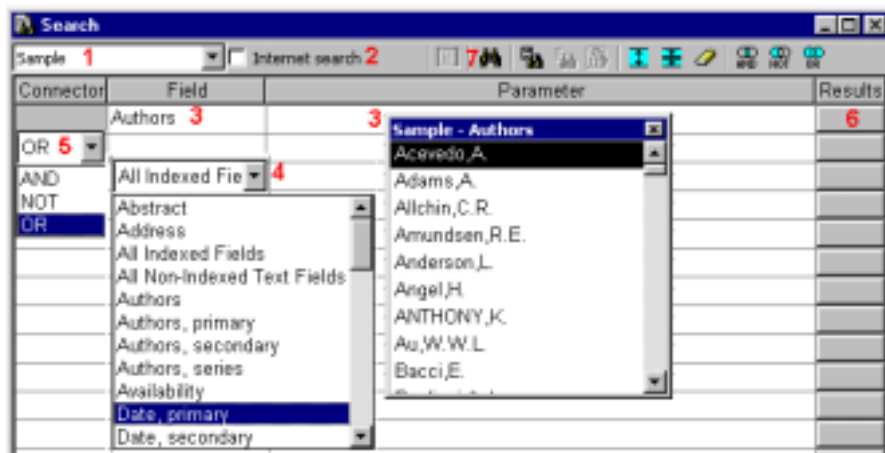 Search
Sample 1 Internet search 2 7 AND NOT OR
Connector Field Parameter Results
Authors 3 3 6
Sample - Authors
OR 5
Acevedo,A.
AND
All Indexed Fie 4
Adams,A.
NOT
Abstract
Allchin,C.R.
OR
Address
Amundsen,R.E.
All Indexed Fields
Anderson,L.
All Non-Indexed Text Fields
Angel,H.
Authors
ANTHONY,K.
Authors, primary
Au,W.W.L.
Authors, secondary
Bacci,E.
Authors, series
Availability
Date, primary
Date, secondary